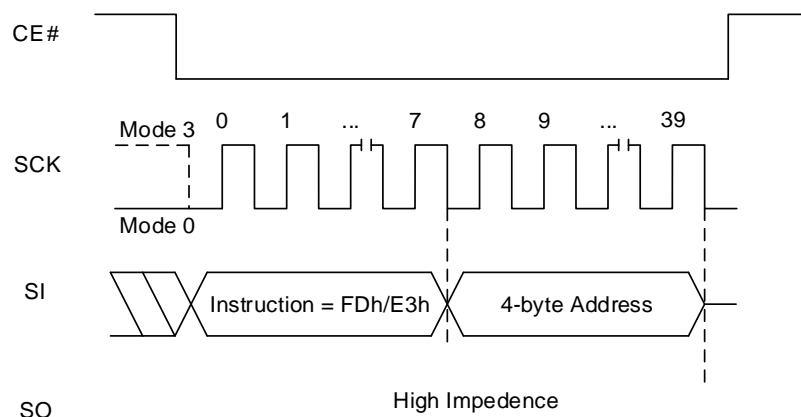 CE#
0 1 ... 7 8 9 ... 39
Mode 3
SCK
Mode 0
SI
Instruction = FDh/E3h
4-byte Address
High Impedence
SO